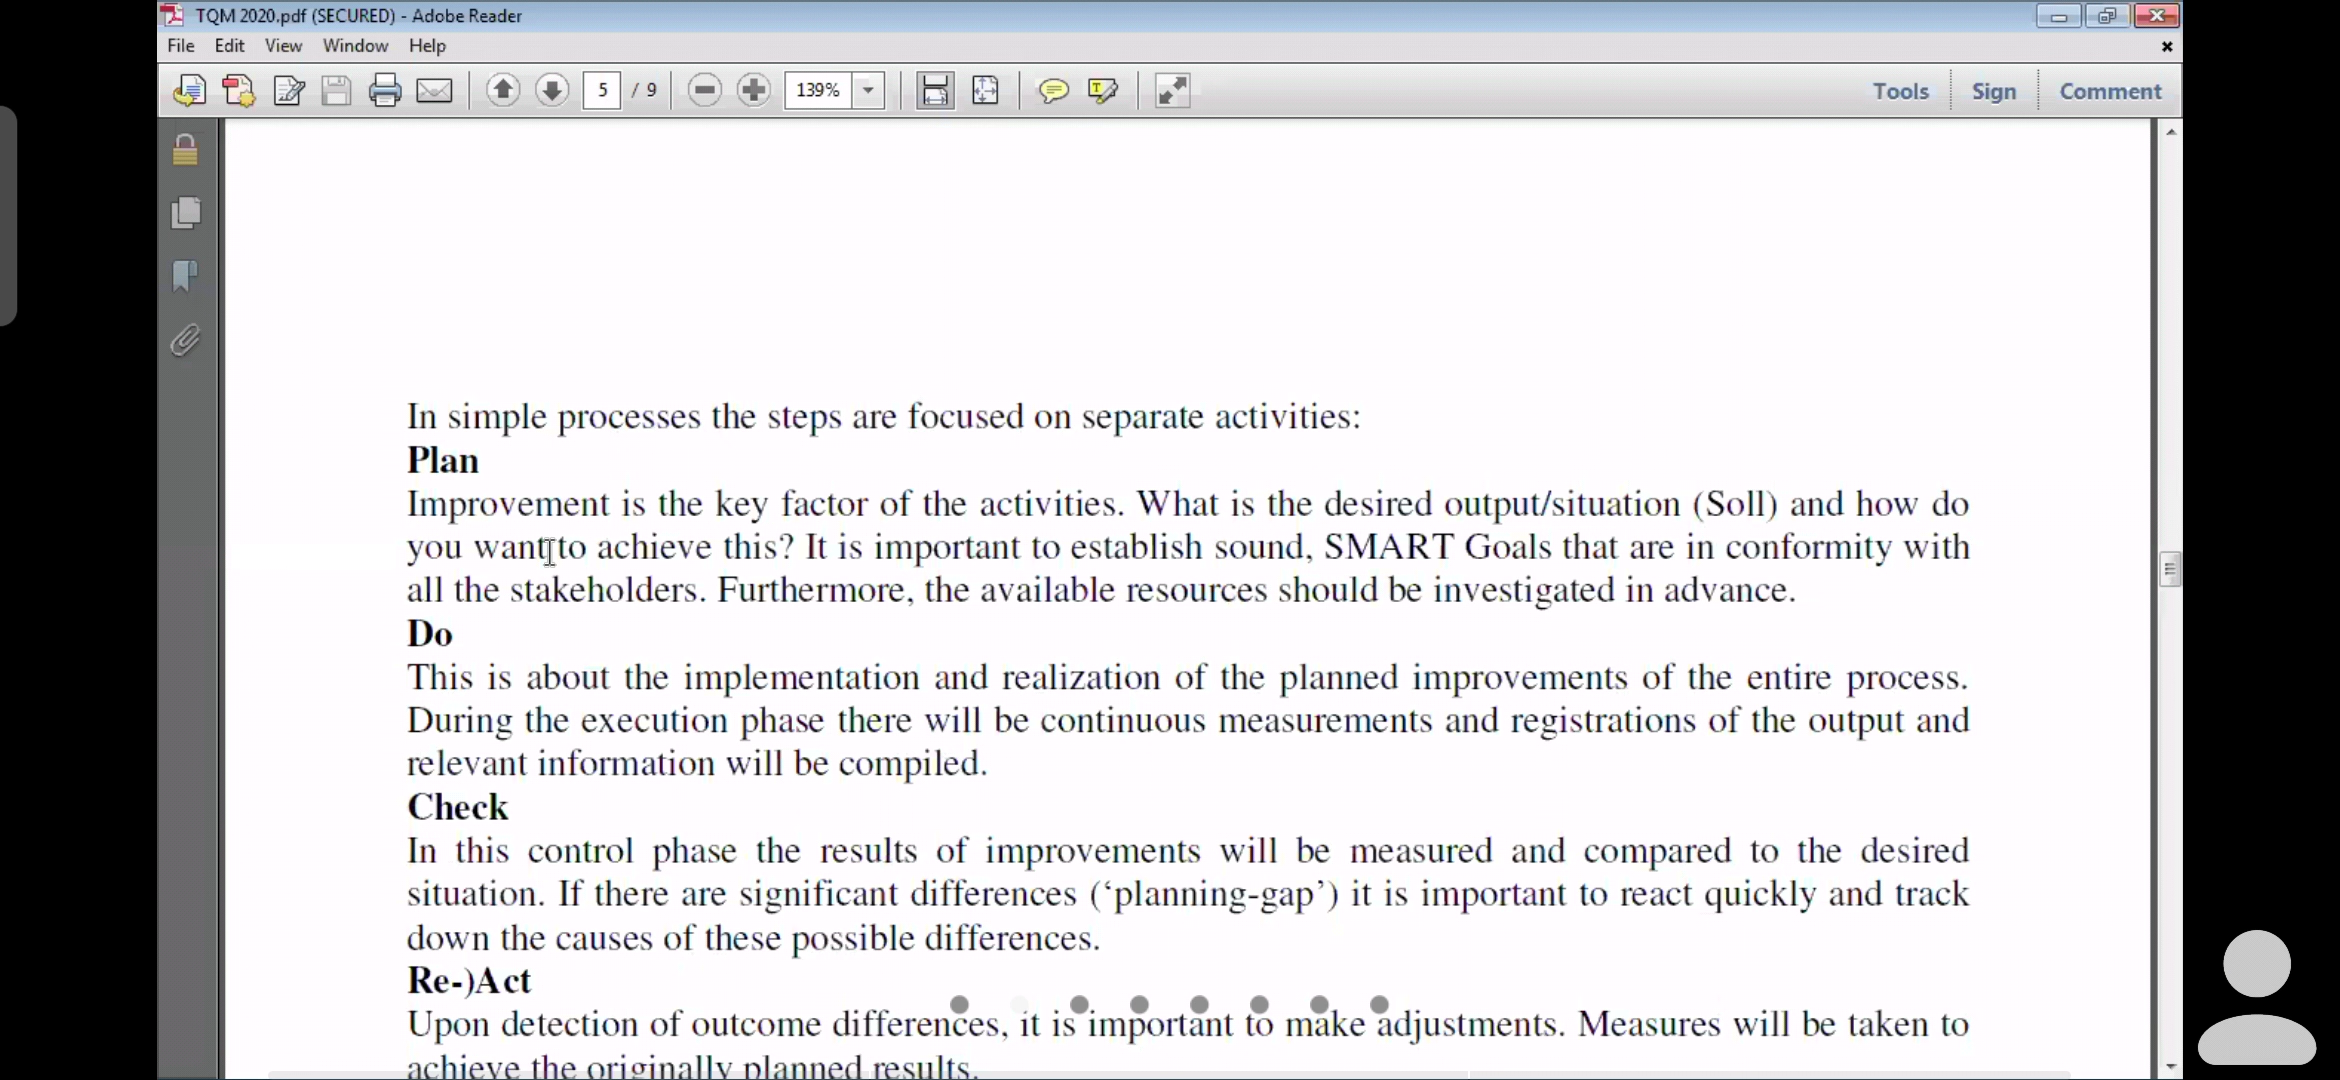 TQM 2020.pdf (SECURED) - Adobe Reader
File Edit View Window Help
5 / 9 139% Tools Sign Comment
In simple processes the steps are focused on separate activities:
Plan
Improvement is the key factor of the activities. What is the desired output/situation (Soll) and how do
you want to achieve this? It is important to establish sound, SMART Goals that are in conformity with
all the stakeholders. Furthermore, the available resources should be investigated in advance.
Do
This is about the implementation and realization of the planned improvements of the entire process.
During the execution phase there will be continuous measurements and registrations of the output and
relevant information will be compiled.
Check
In this control phase the results of improvements will be measured and compared to the desired
situation. If there are significant differences (‘planning-gap’) it is important to react quickly and track
down the causes of these possible differences.
Re-)Act
Upon detection of outcome differences, it is important to make adjustments. Measures will be taken to
achieve the originally planned results.